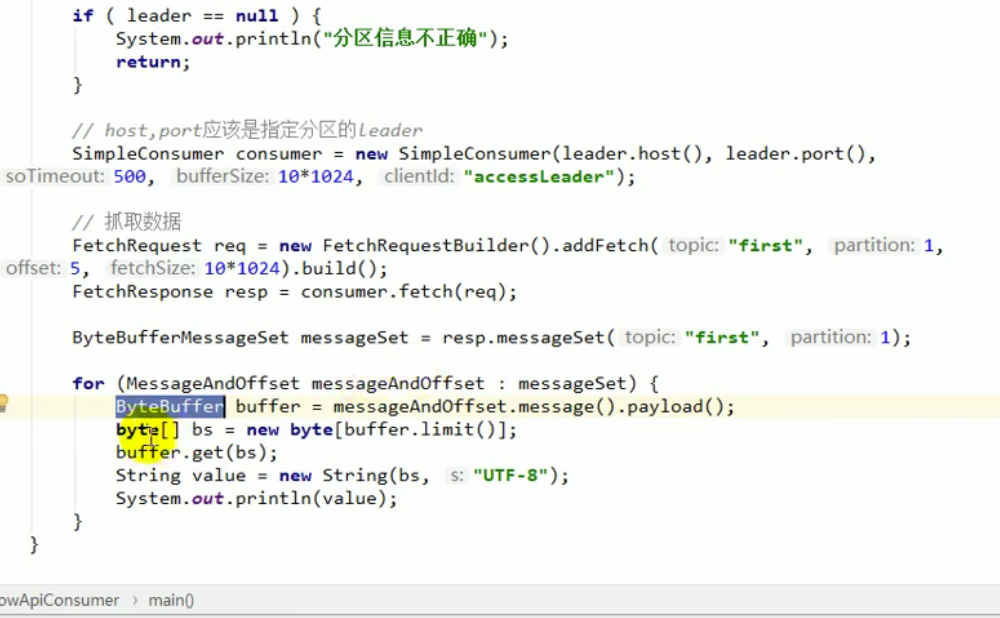 if ( leader == null ) {
System.out.println("分区信息不正确");
return;
}
// host,port应该是指定分区的leader
SimpleConsumer consumer = new SimpleConsumer(leader.host(), leader.port(),
soTimeout: 500, bufferSize: 10*1024, clientId: "accessLeader");
// 抓取数据
FetchRequest req = new FetchRequestBuilder().addFetch( topic: "first", partition: 1,
offset: 5, fetchSize: 10*1024).build();
FetchResponse resp = consumer.fetch(req);
ByteBufferMessageSet messageSet = resp.messageSet( topic: "first", partition: 1);
for (MessageAndOffset messageAndOffset : messageSet) {
ByteBuffer buffer = messageAndOffset.message().payload();
byte[] bs = new byte[buffer.limit()];
buffer.get(bs);
String value = new String(bs, s: "UTF-8");
System.out.println(value);
}
}
owApiConsumer › main()